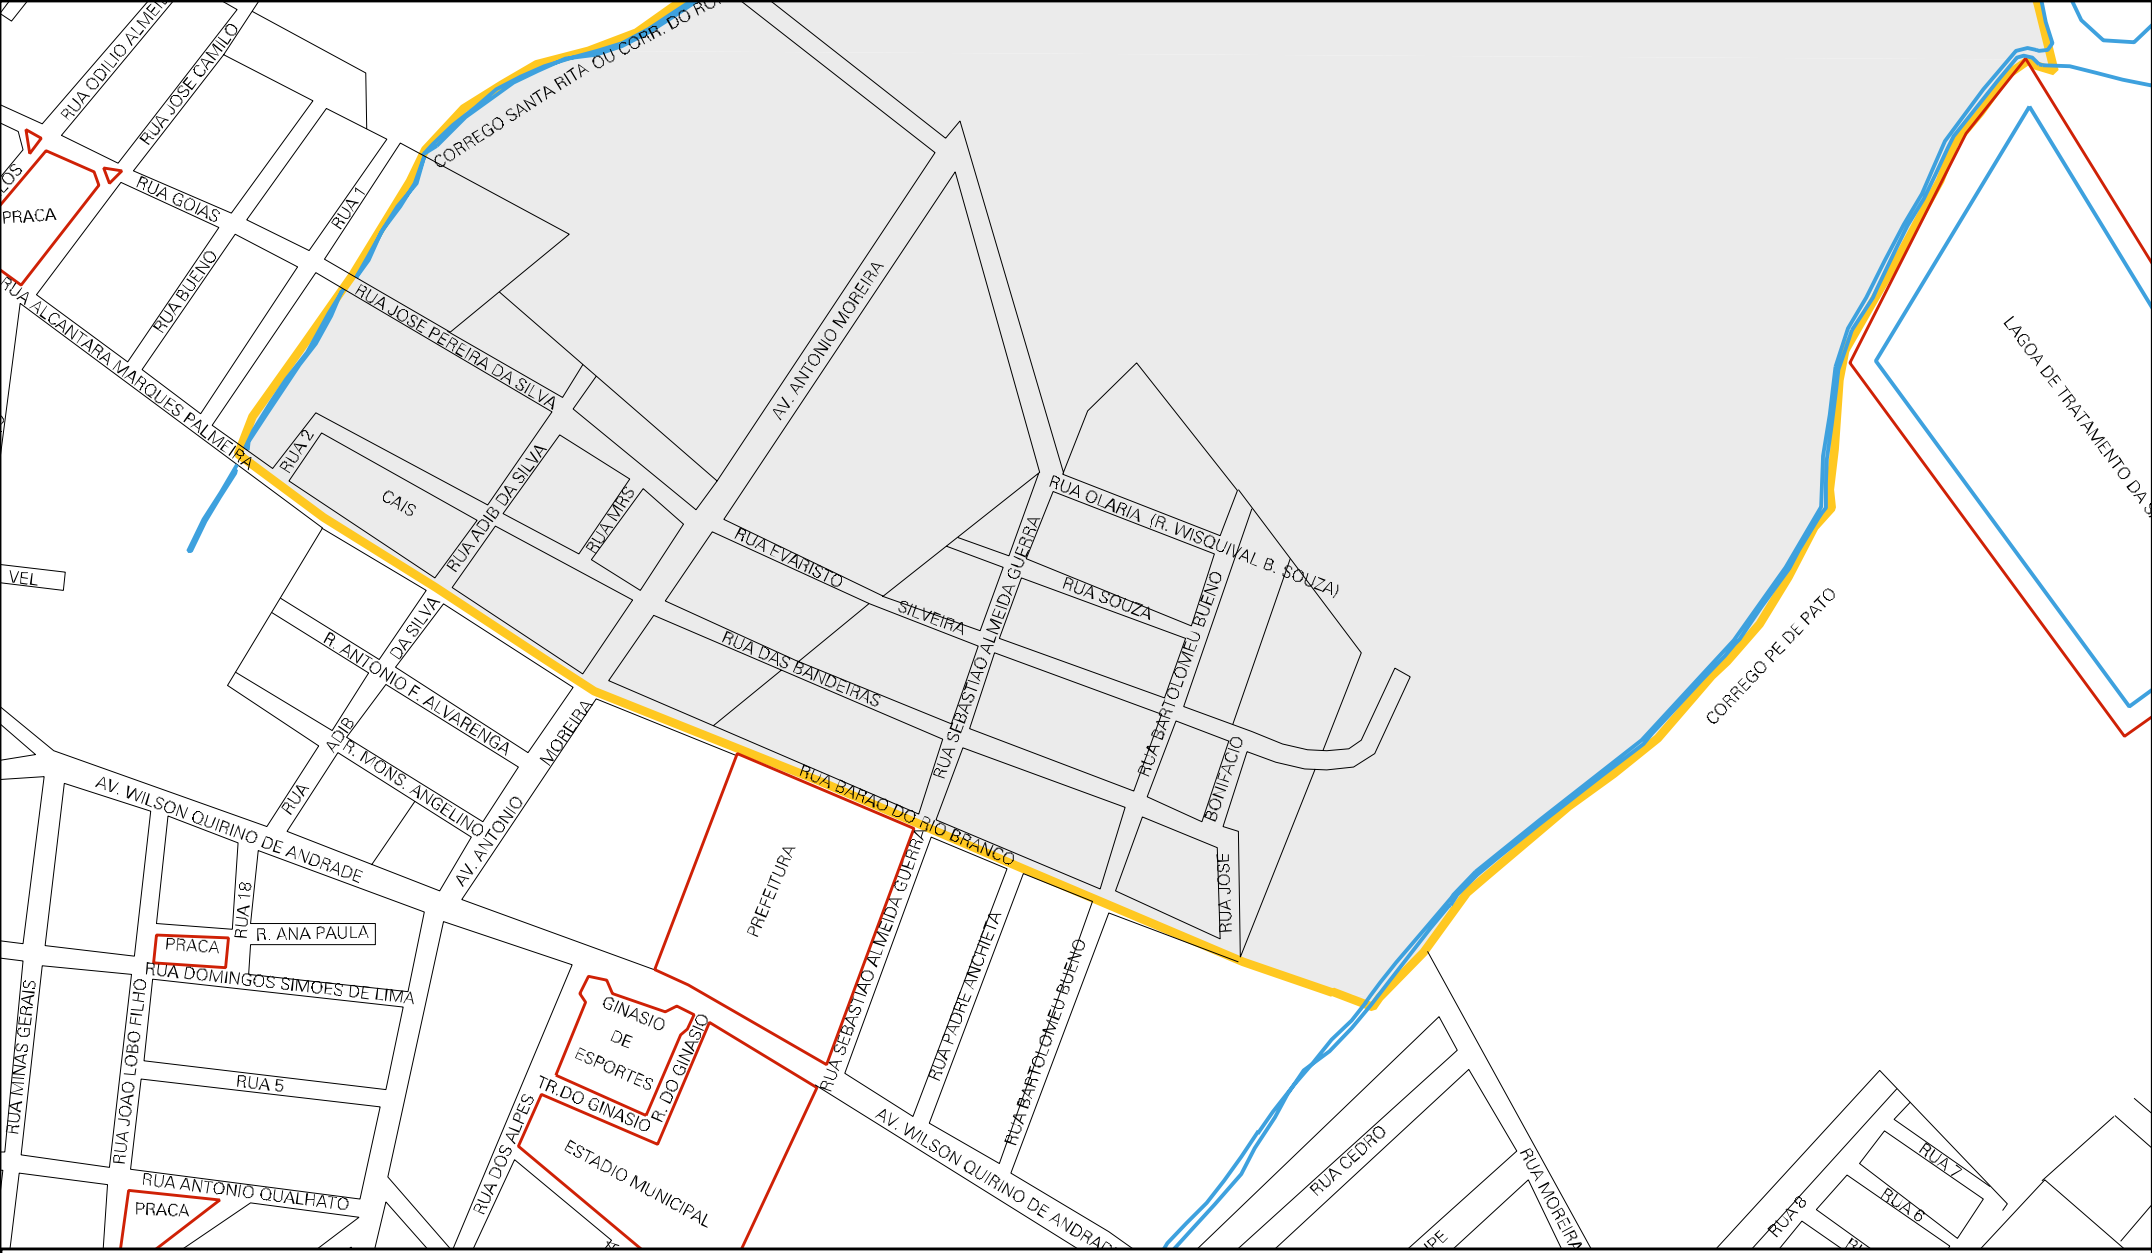 CORREGO SANTA RITA OU CORR. DO
RUA JOSE CAMILO
RUA GOIAS
PRACA
RUA 1
RUA BUENO
RUA ALCANTARA MARQUES PALMEIRA
RUA JOSE PEREIRA DA SILVA
AV. ANTONIO MOREIRA
LAGOA DE TRATAMENTO DA
RUA 2
CAIS
RUA ADIB DA SILVA
RUA MRS
RUA OLARIA (R. WISQUIVAL B. SOUZA)
RUA EVARISTO SILVEIRA
RUA SOUZA
VEL
RUA SEBASTIAO ALMEIDA GUERRA
RUA BARTOLOMEU BUENO
RUA DAS BANDEIRAS
CORREGO PE DE PATO
RUA ADIB DA SILVA
R. ANTONIO F. ALVARENGA
R. MONS. ANGELINO
AV. ANTONIO MOREIRA
RUA JOSE BONIFACIO
RUA BARAO DO RIO BRANCO
AV. WILSON QUIRINO DE ANDRADE
PREFEITURA
RUA SEBASTIAO ALMEIDA GUERRA
RUA 18
R. ANA PAULA
PRACA
RUA DOMINGOS SIMOES DE LIMA
RUA PADRE ANCHIETA
RUA BARTOLOMEU BUENO
RUA MINAS GERAIS
RUA JOAO LOBO FILHO
GINASIO
DE
ESPORTES
R. DO GINASIO
TR.DO GINASIO
RUA 5
RUA DOS ALPES
ESTADIO MUNICIPAL
AV. WILSON QUIRINO DE ANDRADE
RUA CEDRO
RUA MOREIRA
RUA 7
RUA 6
RUA 8
RUA ANTONIO QUALHATO
PRACA